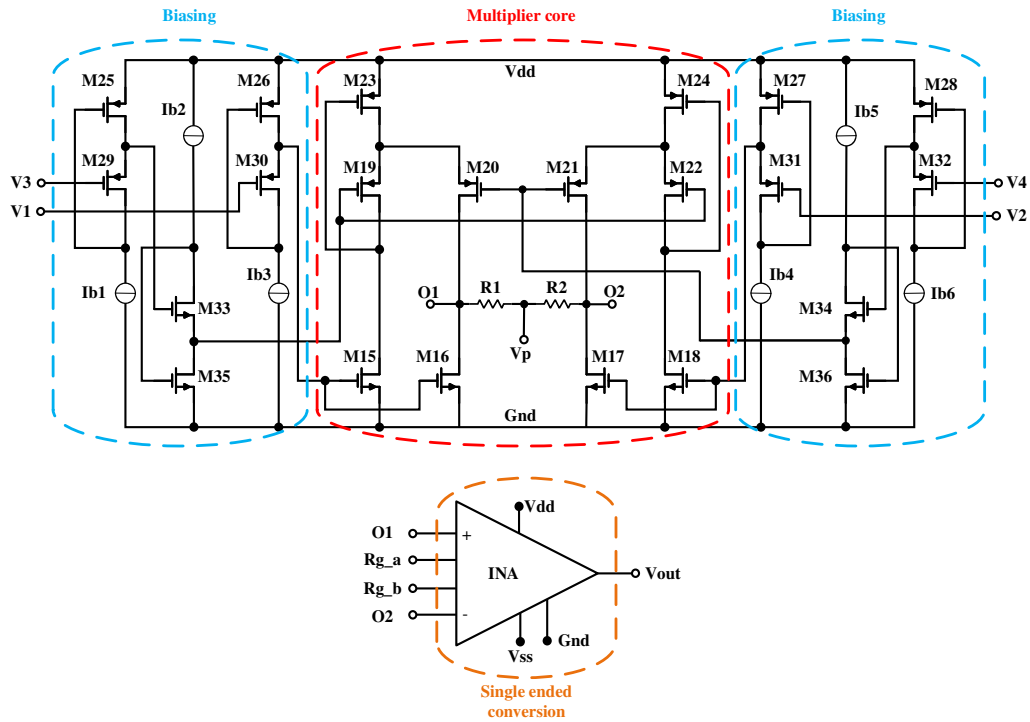 Biasing
Multiplier core
Biasing
M25
M26
M23
Vdd
M24
M27
M28
Ib2
Ib5
M29
M30
M19
M20
M21
M22
M31
M32
V3
V4
V1
V2
Ib1
Ib3
O1
R1
R2
O2
Ib4
Ib6
M33
M34
Vp
M35
M15
M16
M17
M18
M36
Gnd
Vdd
O1
+
Rg_a
INA
Vout
Rg_b
O2
-
Gnd
Vss
Single ended
conversion